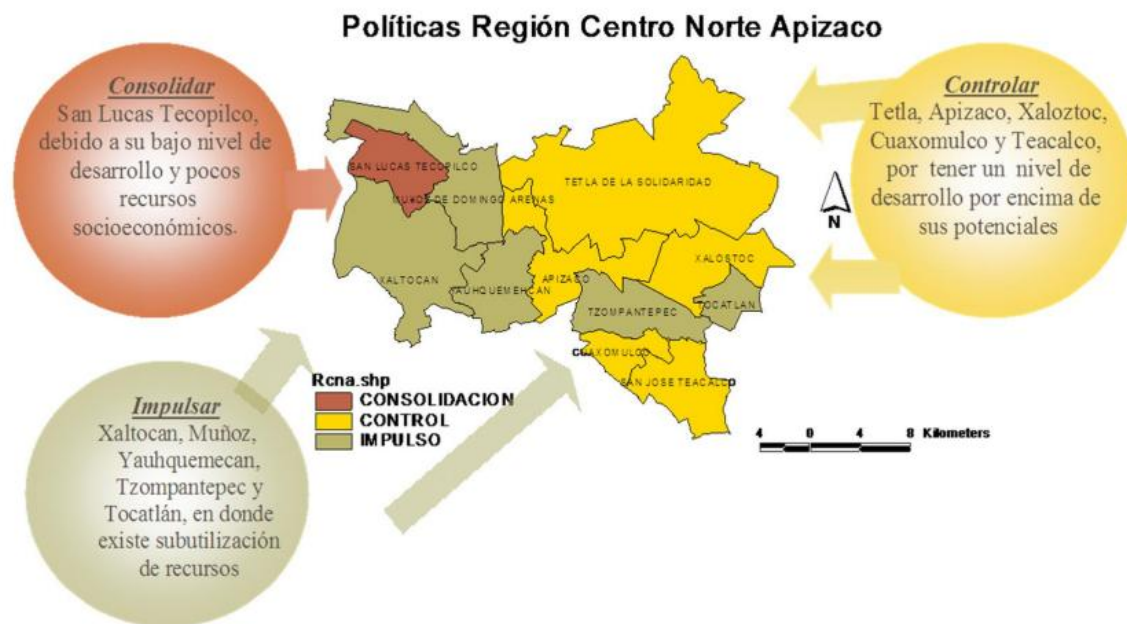 Políticas Región Centro Norte Apizaco
Consolidar
San Lucas Tecopilco,
debido a su bajo nivel de
desarrollo y pocos
recursos
socioeconómicos.
Controlar
Tetla, Apizaco, Xaloztoc,
Cuaxomulco y Teacalco,
por tener un nivel de
desarrollo por encima de
sus potenciales
SAN LUCAS TECOPILCO
MUÑOZ DE DOMINGO ARENAS
TETLA DE LA SOLIDARIDAD
N
XALTOCAN
YAUHQUEMEHCAN
APIZACO
XALOSTOC
TZOMPANTEPEC
TOCATLAN
CUAXOMULCO
SAN JOSE TEACALCO
Rcna.shp
CONSOLIDACION
CONTROL
IMPULSO
4 0 4 8 Kilometers
Impulsar
Xaltocan, Muñoz,
Yauhquemecan,
Tzompantepec y
Tocatlán, en donde
existe subutilización
de recursos